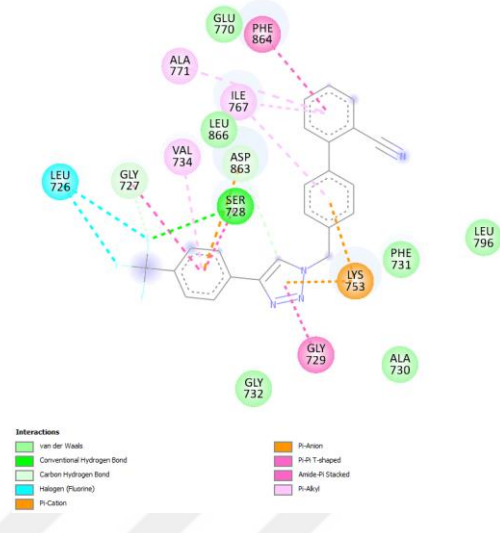 GLU
770
PHE
864
ALA
771
ILE
767
LEU
866
VAL
734
ASP
863
LEU
726
GLY
727
SER
728
LEU
796
PHE
731
LYS
753
N
N
N
N
GLY
729
ALA
730
GLY
732
Interactions
van der Waals
Conventional Hydrogen Bond
Carbon Hydrogen Bond
Halogen (Fluorine)
Pi-Cation
Pi-Anion
Pi-Pi T-shaped
Amide-Pi Stacked
Pi-Alkyl